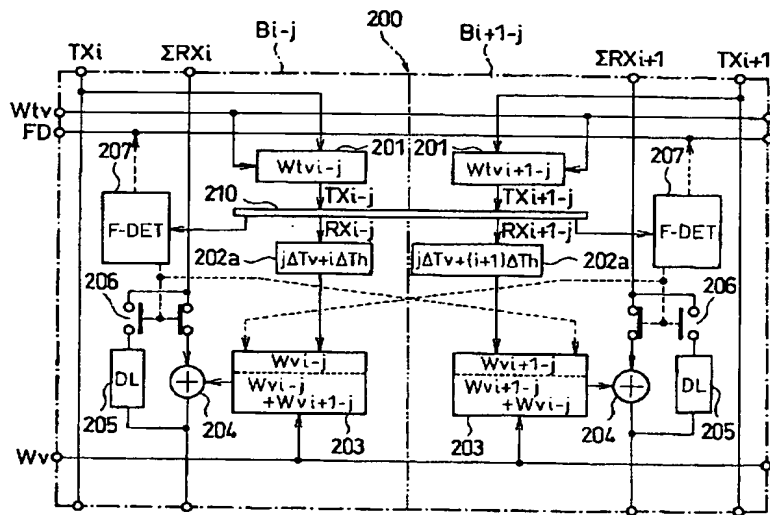 Bi-j 200 Bi+1-j
TXi ΣRXi ΣRXi+1 TXi+1
Wtv
FD
207 201 201 207
Wtvi-j Wtvi+1-j
210 TXi-j TXi+1-j
F-DET RXi-j RXi+1-j F-DET
202a jΔTv+iΔTh jΔTv+(i+1)ΔTh 202a
206 206
Wvi-j Wvi+1-j
DL Wvi-j Wvi+1-j DL
+Wvi+1-j +Wvi-j
205 204 203 203 204 205
Wv